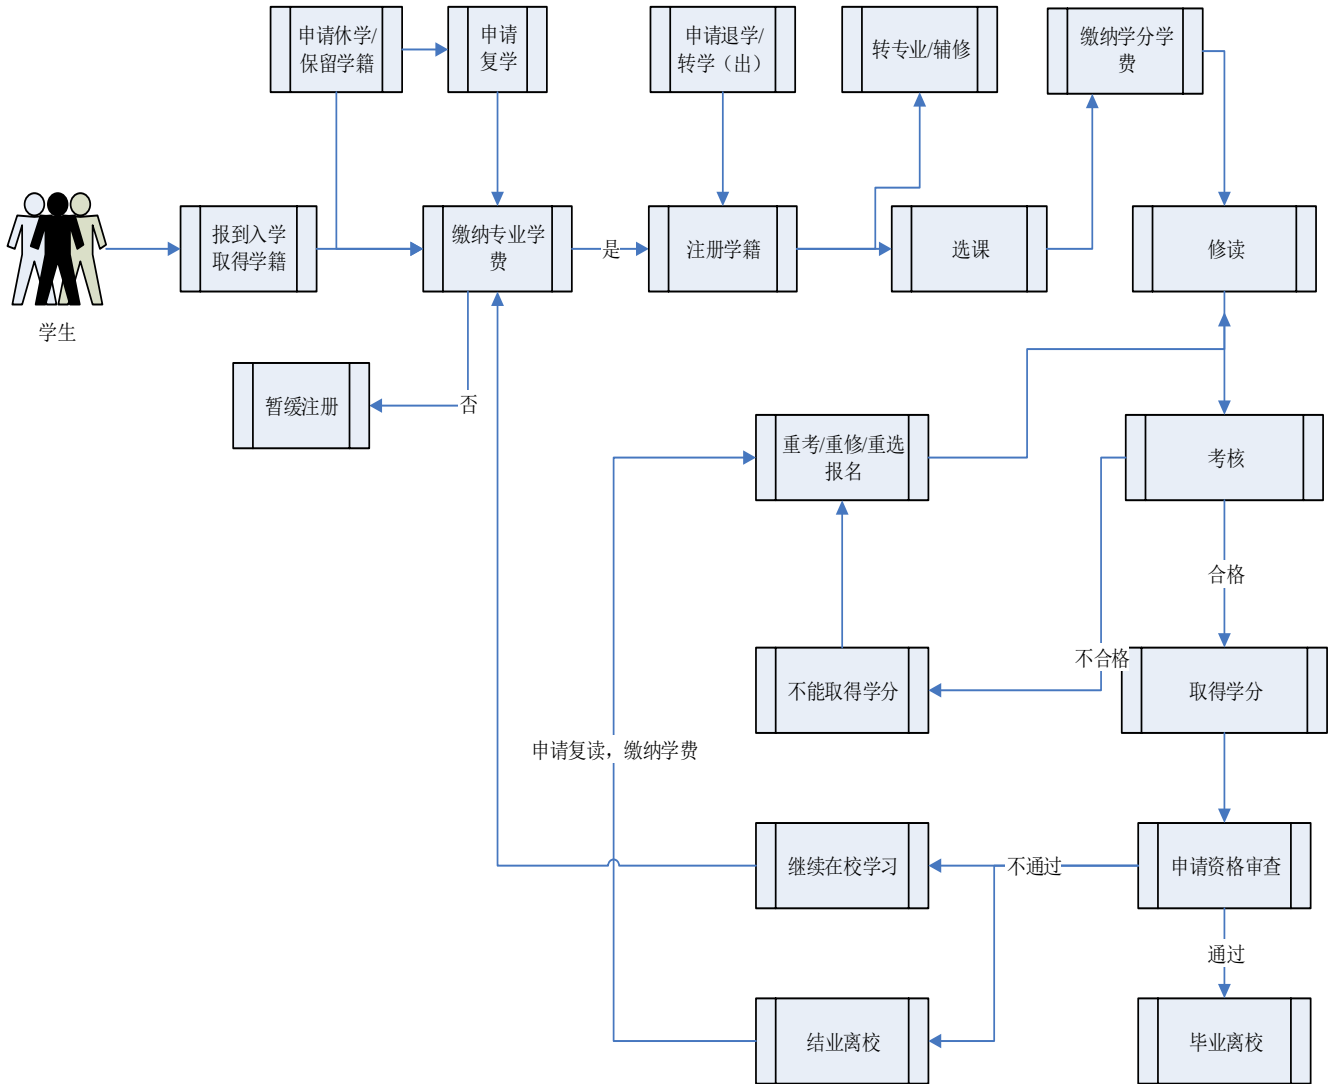 申请休学/
保留学籍
申请
复学
申请退学/
转学（出）
转专业/辅修
缴纳学分学
费
报到入学
取得学籍
缴纳专业学
费
是
注册学籍
选课
修读
学生
暂缓注册
否
重考/重修/重选
报名
考核
合格
不合格
不能取得学分
取得学分
申请复读，缴纳学费
继续在校学习
不通过
申请资格审查
通过
结业离校
毕业离校